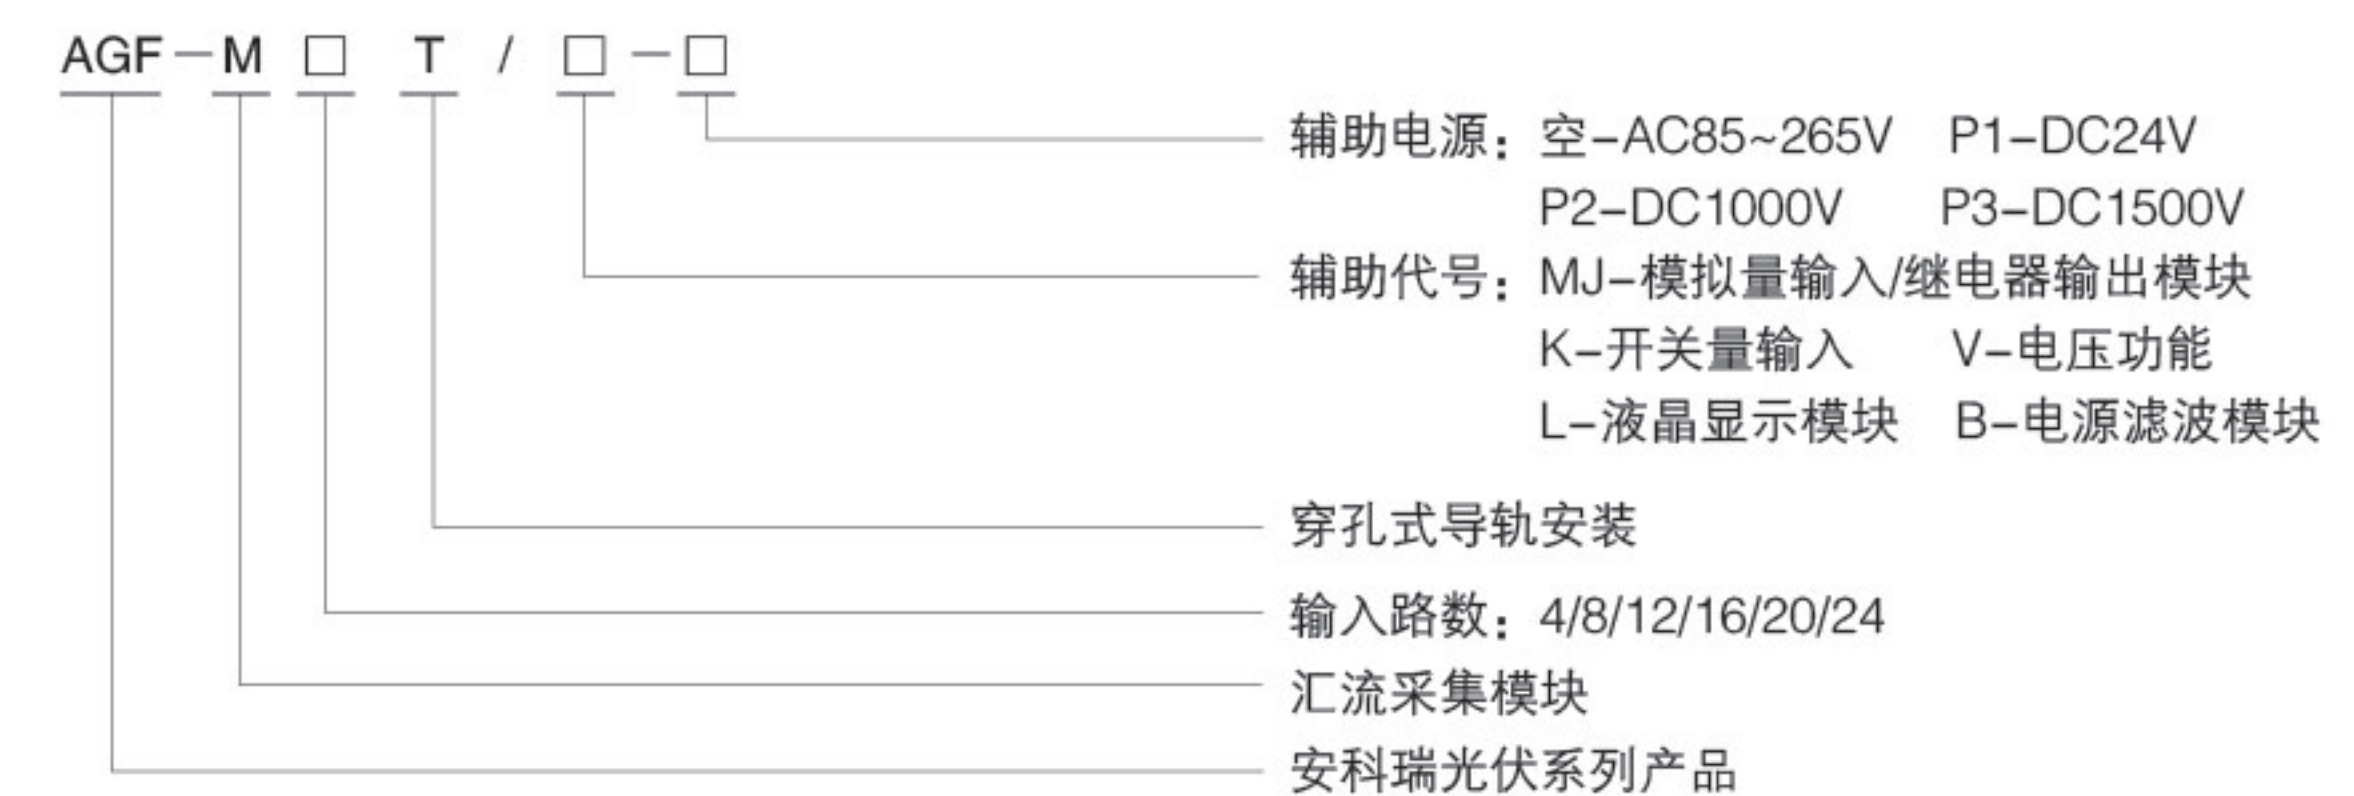 AGF-M□ T / □-□
辅助电源：空-AC85~265V P1-DC24V
P2-DC1000V P3-DC1500V
辅助代号：MJ-模拟量输入/继电器输出模块
K-开关量输入 V-电压功能
L-液晶显示模块 B-电源滤波模块
穿孔式导轨安装
输入路数：4/8/12/16/20/24
汇流采集模块
安科瑞光伏系列产品